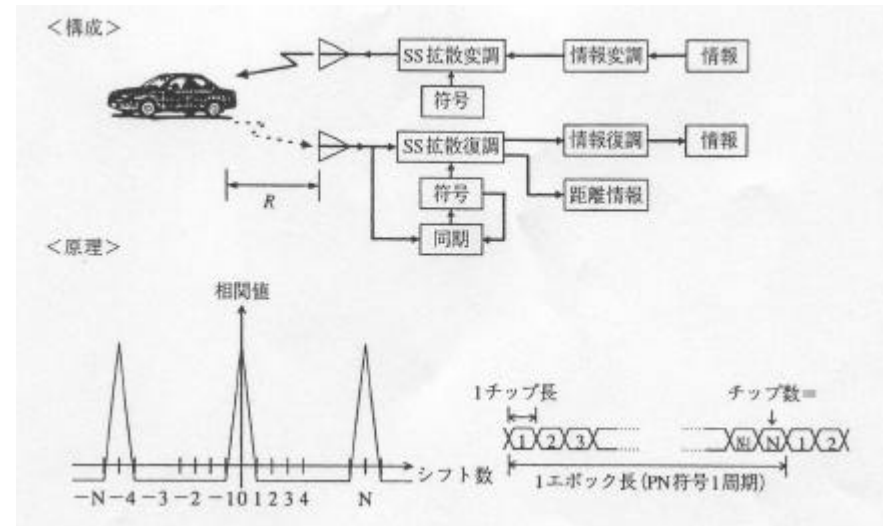 <構成>
SS拡散変調
情報変調
情報
符号
SS拡散復調
情報復調
情報
符号
距離情報
R
同期
<原理>
相関値
シフト数
−N −4 −3 −2 −1 0 1 2 3 4 N
1チップ長
チップ数=
1 2 3 N-1 N 1 2
1エポック長(PN符号1周期)